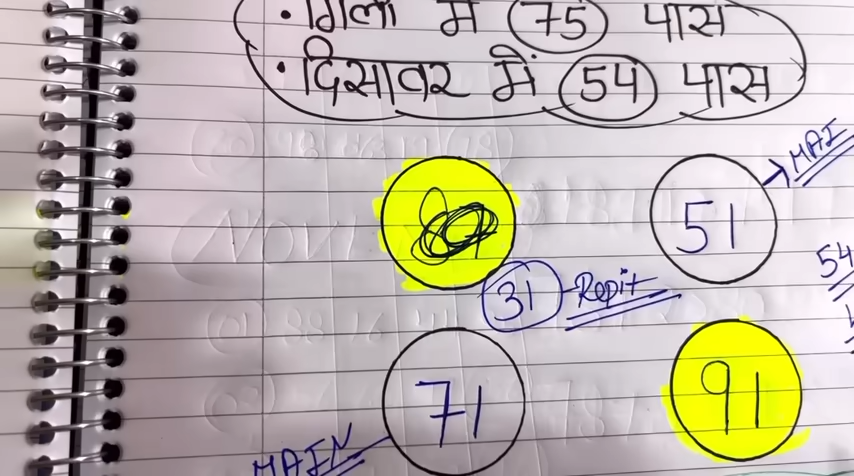 • गली में 75 पास
• दिसावर में 54 पास
51 → MAI
54
31 - Repit
71
91
MAIN